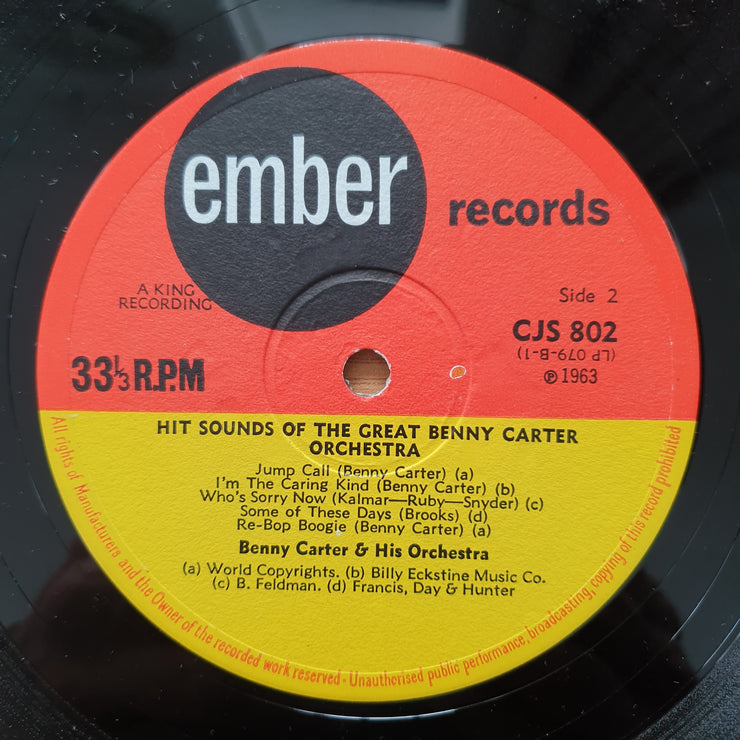 ember
records
A KING
RECORDING
Side 2
CJS 802
(LP 079-B-1)
33⅓ R.P.M
℗ 1963
HIT SOUNDS OF THE GREAT BENNY CARTER
ORCHESTRA
Jump Call (Benny Carter) (a)
I'm The Caring Kind (Benny Carter) (b)
Who's Sorry Now (Kalmar—Ruby—Snyder) (c)
Some of These Days (Brooks) (d)
Re-Bop Boogie (Benny Carter) (a)
Benny Carter & His Orchestra
(a) World Copyrights. (b) Billy Eckstine Music Co.
(c) B. Feldman. (d) Francis, Day & Hunter
All rights of Manufacturers and the Owner of the recorded work reserved · Unauthorised public performance, broadcasting, copying of this record prohibited